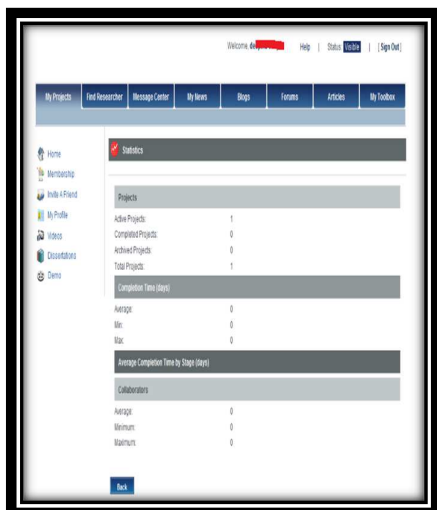 Welcome, de
Help | Status: Visible | [Sign Out]
My Projects Find Researcher Message Center My News Blogs Forums Articles My Toolbox
Home
Membership
Invite A Friend
My Profile
Videos
Dissertations
Demo
Statistics
Projects
Active Projects: 1
Completed Projects: 0
Archived Projects: 0
Total Projects: 1
Completion Time (days)
Average: 0
Min: 0
Max: 0
Average Completion Time by Stage (days)
Collaborators
Average: 0
Minimum: 0
Maximum: 0
Back